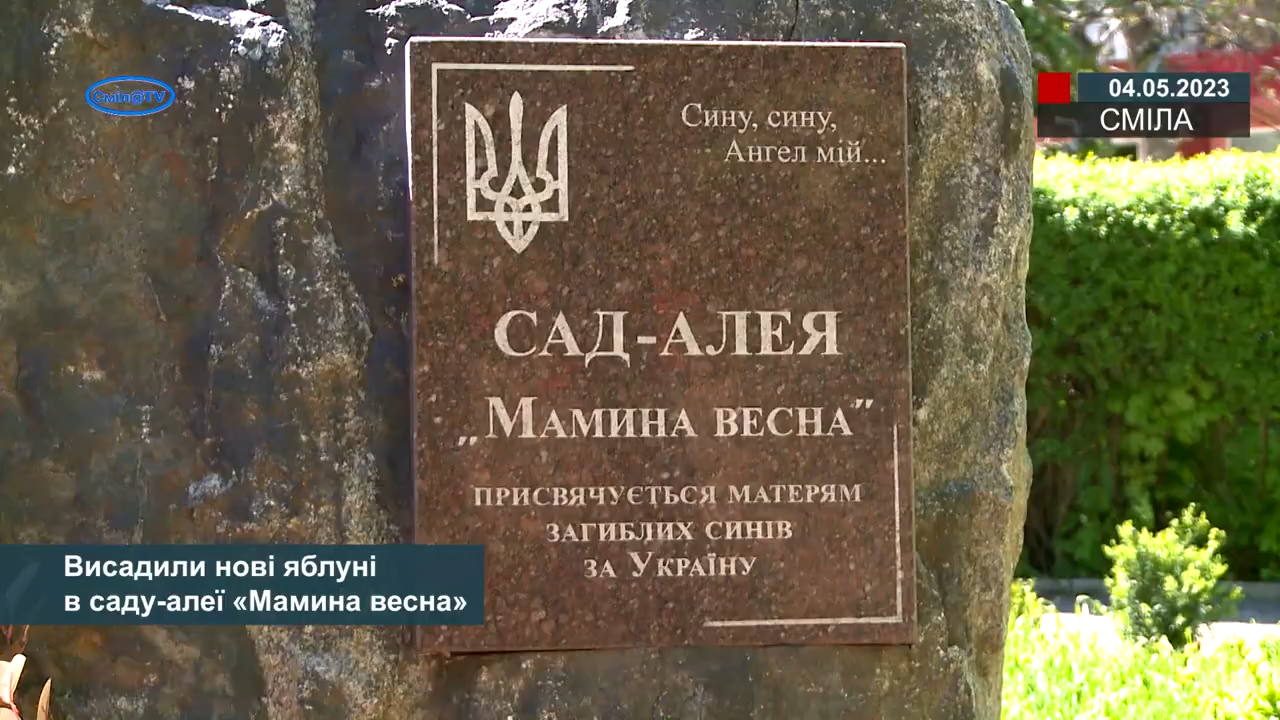 Сміл@TV
04.05.2023
СМІЛА
Сину, сину,
Ангел мій...
САД-АЛЕЯ
„Мамина весна”
присвячується матерям
загиблих синів
за Україну
Висадили нові яблуні
в саду-алеї «Мамина весна»